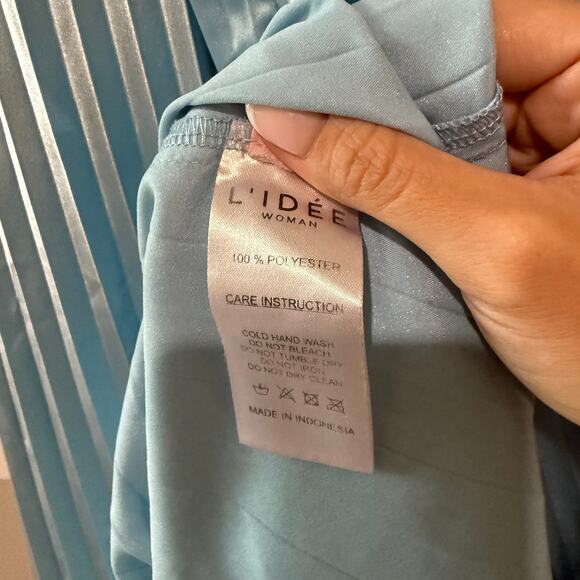 L'IDÉE
WOMAN
100 % POLYESTER
CARE INSTRUCTION
COLD HAND WASH
DO NOT BLEACH
DO NOT TUMBLE DRY
DO NOT IRON
DO NOT DRY CLEAN
MADE IN INDONESIA